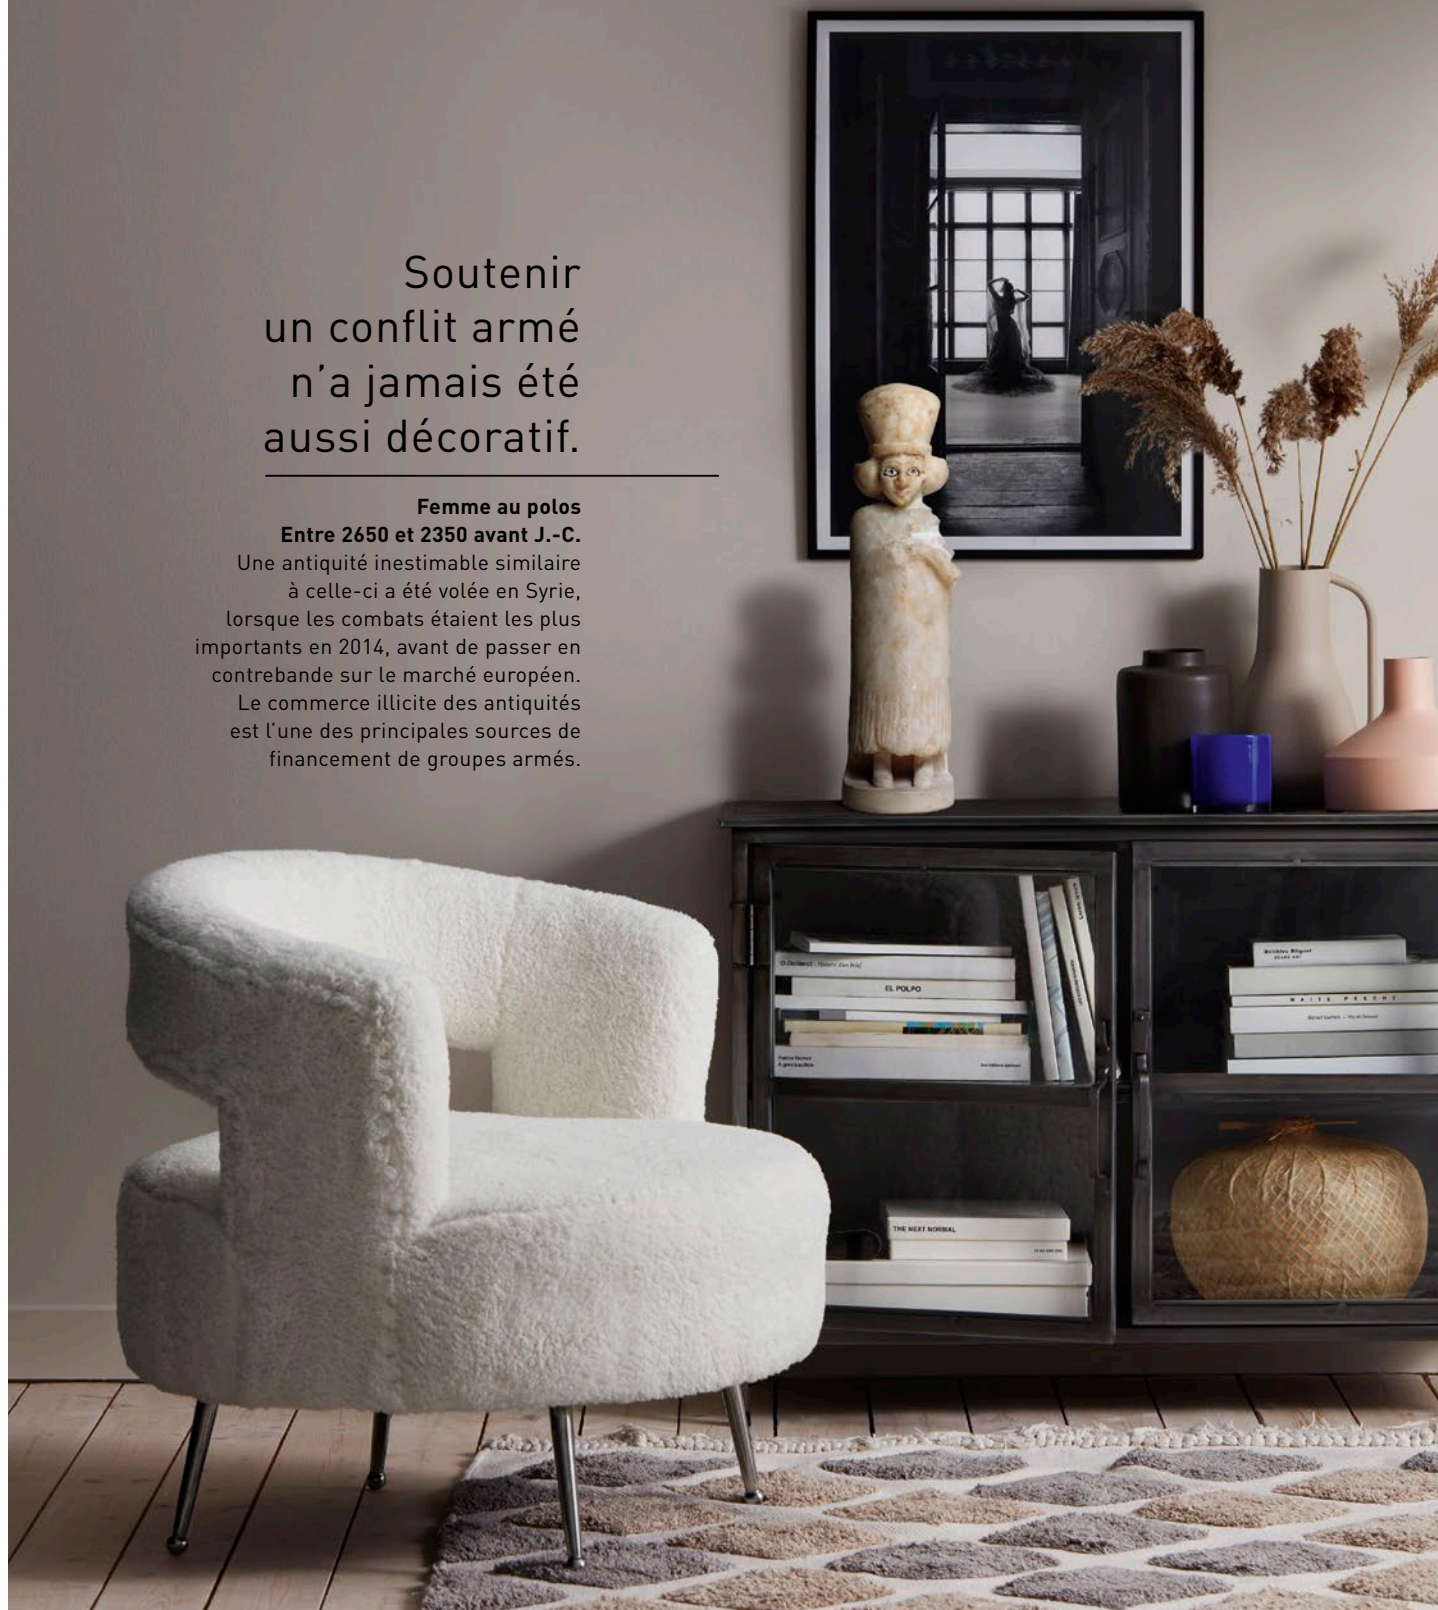 Soutenir
un conflit armé
n’a jamais été
aussi décoratif.
Femme au polos
Entre 2650 et 2350 avant J.-C.
Une antiquité inestimable similaire
à celle-ci a été volée en Syrie,
lorsque les combats étaient les plus
importants en 2014, avant de passer en
contrebande sur le marché européen.
Le commerce illicite des antiquités
est l’une des principales sources de
financement de groupes armés.
EL POLPO
THE NEXT NORMAL